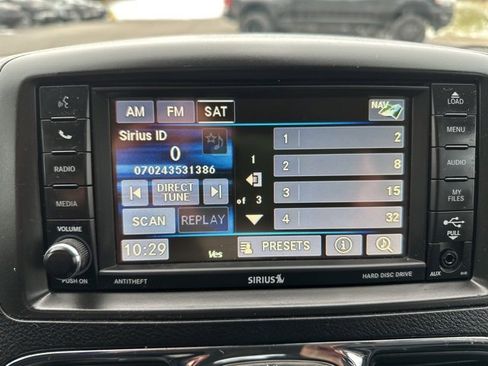 AM FM SAT NAV
LOAD
Sirius ID
0
070243531386
1 2
2 8
3 15
4 32
1
of 3
DIRECT
TUNE
SCAN REPLAY
10:29 Yes PRESETS
RADIO
MEDIA
VOLUME
PUSH ON
MENU
AUDIO
MY
FILES
PULL
AUX
ANTITHEFT SIRIUS HARD DISC DRIVE